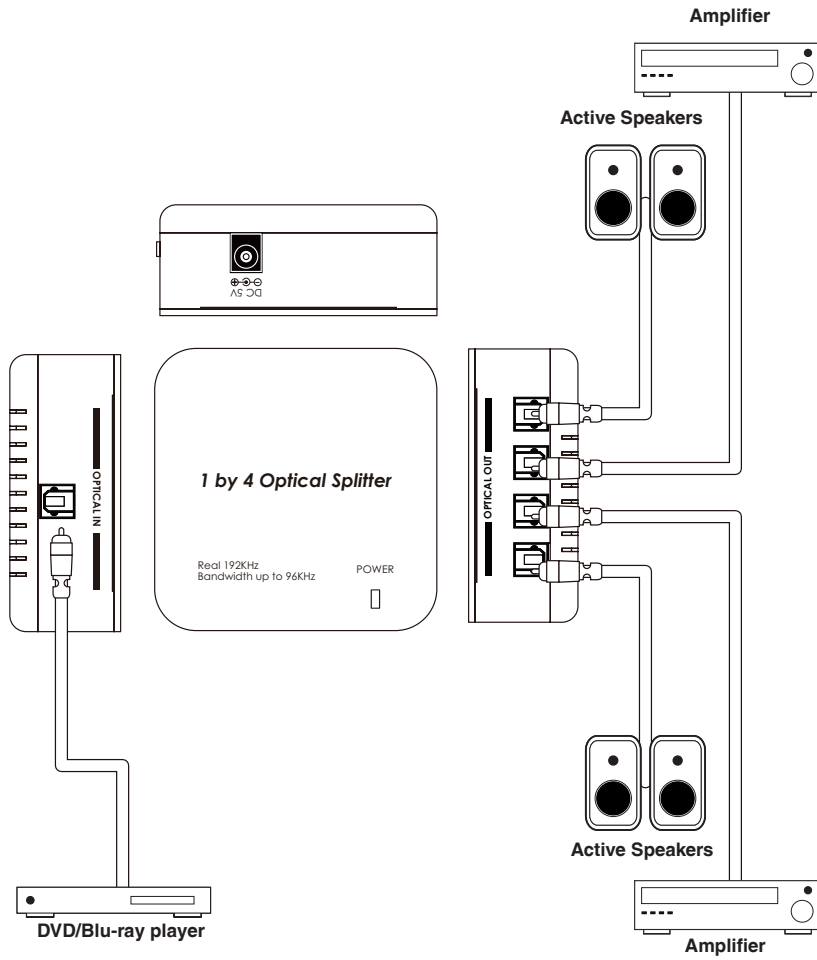 Amplifier
Active Speakers
DC 5V
OPTICAL IN
1 by 4 Optical Splitter
Real 192KHz
Bandwidth up to 96KHz
POWER
OPTICAL OUT
Active Speakers
DVD/Blu-ray player
Amplifier